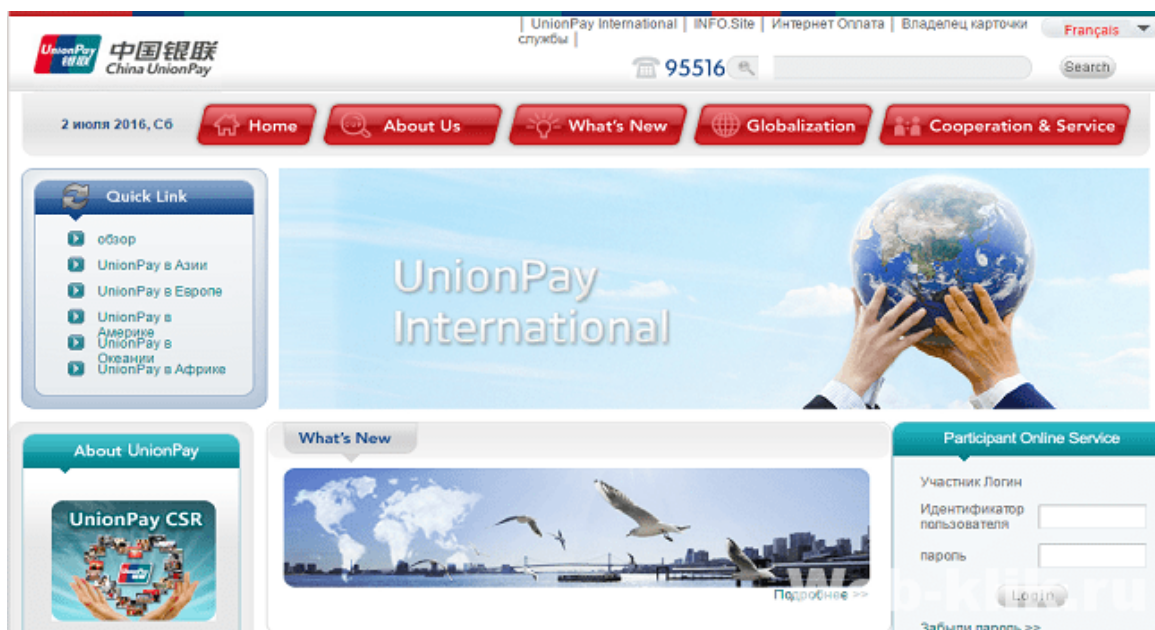 | UnionPay International | INFO.Site | Интернет Оплата | Владелец карточки
службы |
Français
UnionPay
银联
中国银联
China UnionPay
95516
Search
2 июля 2016, Сб
Home
About Us
What's New
Globalization
Cooperation & Service
Quick Link
обзор
UnionPay в Азии
UnionPay в Европе
UnionPay в
Америке
UnionPay в
Океании
UnionPay в Африке
UnionPay
International
About UnionPay
UnionPay CSR
What's New
Подробнее >>
Participant Online Service
Участник Логин
Идентификатор
пользователя
пароль
Login
Забыли пароль >>
Web-klik.ru